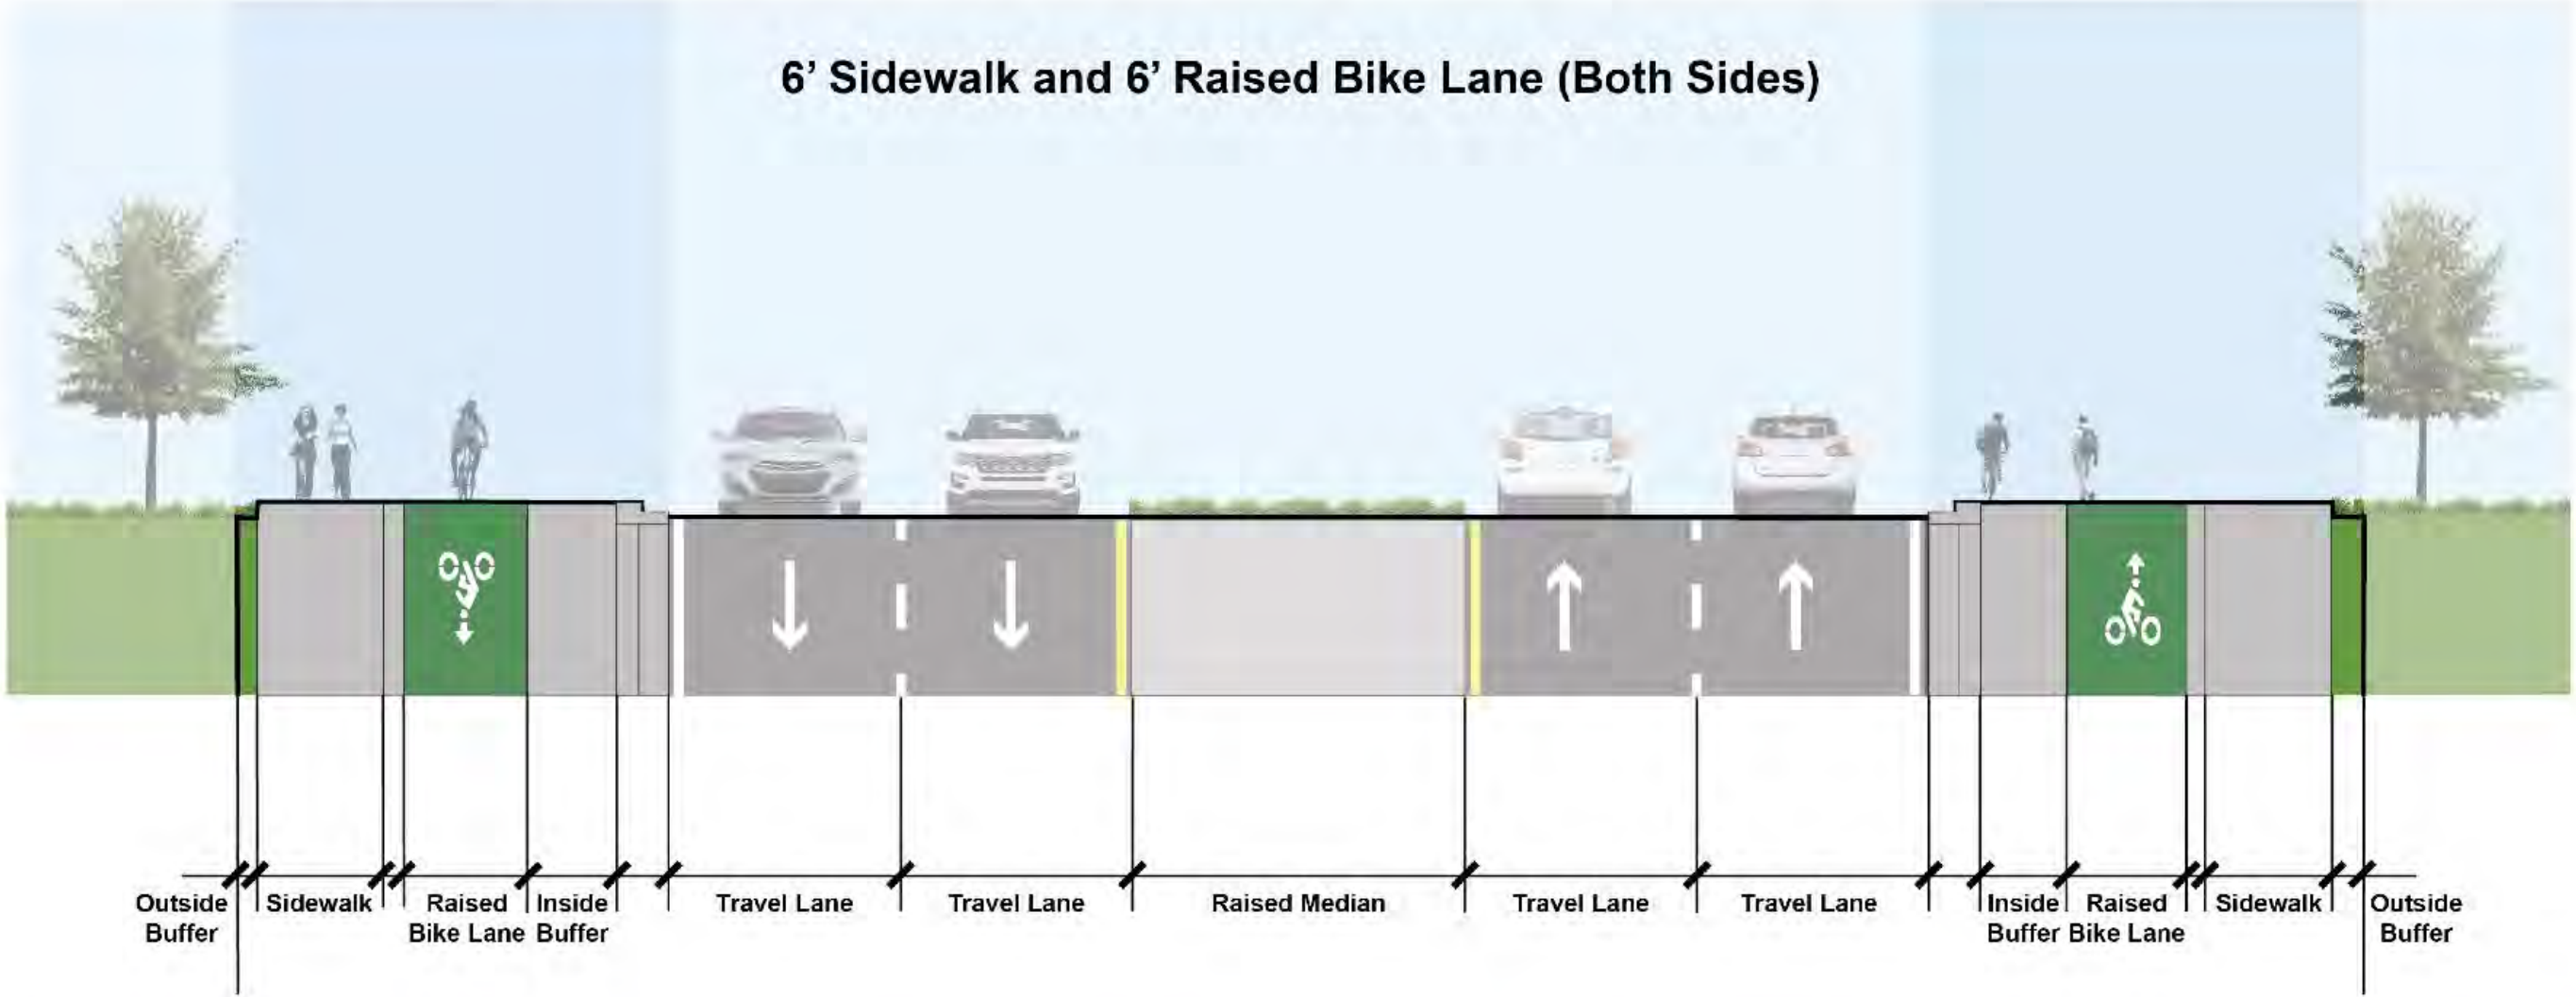 6’ Sidewalk and 6’ Raised Bike Lane (Both Sides)
Outside
Buffer
Sidewalk
Raised
Bike Lane
Inside
Buffer
Travel Lane
Travel Lane
Raised Median
Travel Lane
Travel Lane
Inside
Buffer
Raised
Bike Lane
Sidewalk
Outside
Buffer